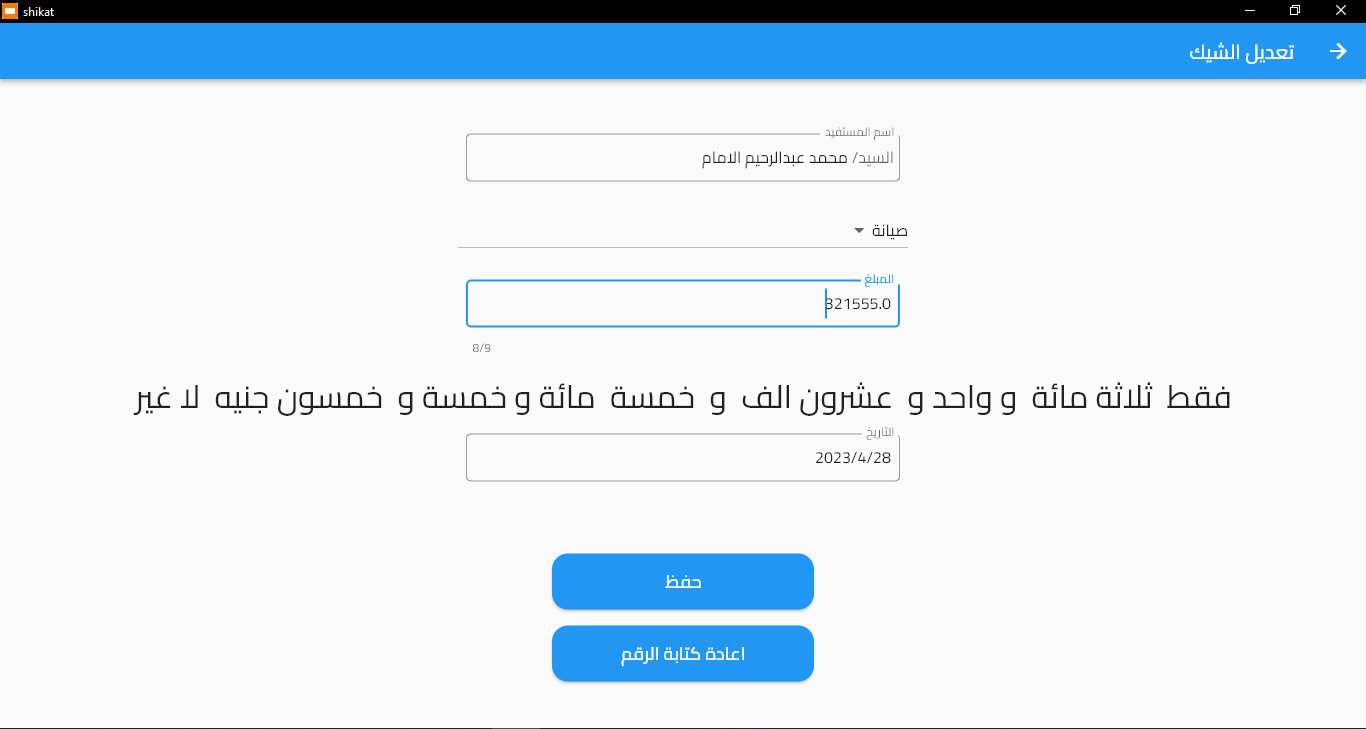 shikat
تعديل الشيك
اسم المستفيد
السيد/ محمد عبدالرحيم الامام
صيانة
المبلغ
321555.0
8/9
فقط ثلاثة مائة و واحد و عشرون الف و خمسة مائة و خمسة و خمسون جنيه لا غير
التاريخ
2023/4/28
حفظ
اعادة كتابة الرقم